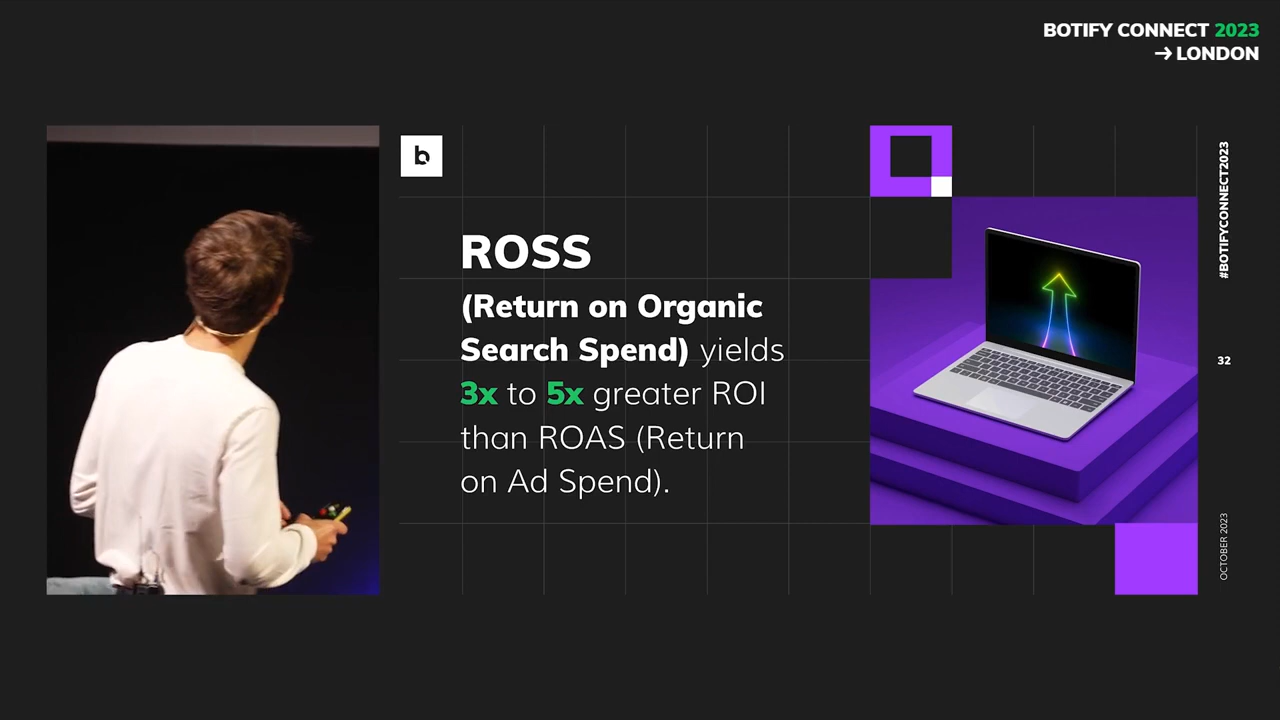 BOTIFY CONNECT 2023
→ LONDON
b
ROSS
(Return on Organic
Search Spend) yields
3x to 5x greater ROI
than ROAS (Return
on Ad Spend).
#BOTIFYCONNECT2023
32
OCTOBER 2023